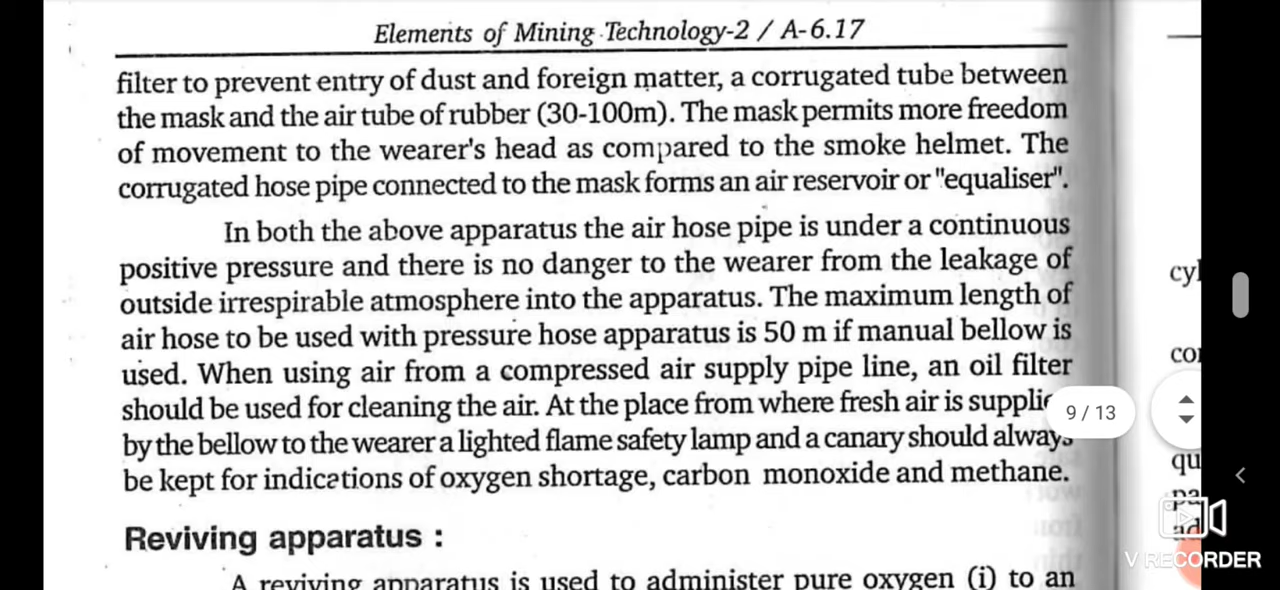 Elements of Mining Technology-2 / A-6.17
filter to prevent entry of dust and foreign matter, a corrugated tube between
the mask and the air tube of rubber (30-100m). The mask permits more freedom
of movement to the wearer's head as compared to the smoke helmet. The
corrugated hose pipe connected to the mask forms an air reservoir or "equaliser".
In both the above apparatus the air hose pipe is under a continuous
positive pressure and there is no danger to the wearer from the leakage of
outside irrespirable atmosphere into the apparatus. The maximum length of
air hose to be used with pressure hose apparatus is 50 m if manual bellow is
used. When using air from a compressed air supply pipe line, an oil filter
should be used for cleaning the air. At the place from where fresh air is supplie
by the bellow to the wearer a lighted flame safety lamp and a canary should always
be kept for indications of oxygen shortage, carbon monoxide and methane.
Reviving apparatus :
A reviving apparatus is used to administer pure oxygen (i) to an
cyl
con
qu
pa
ad
9 / 13
V RECORDER